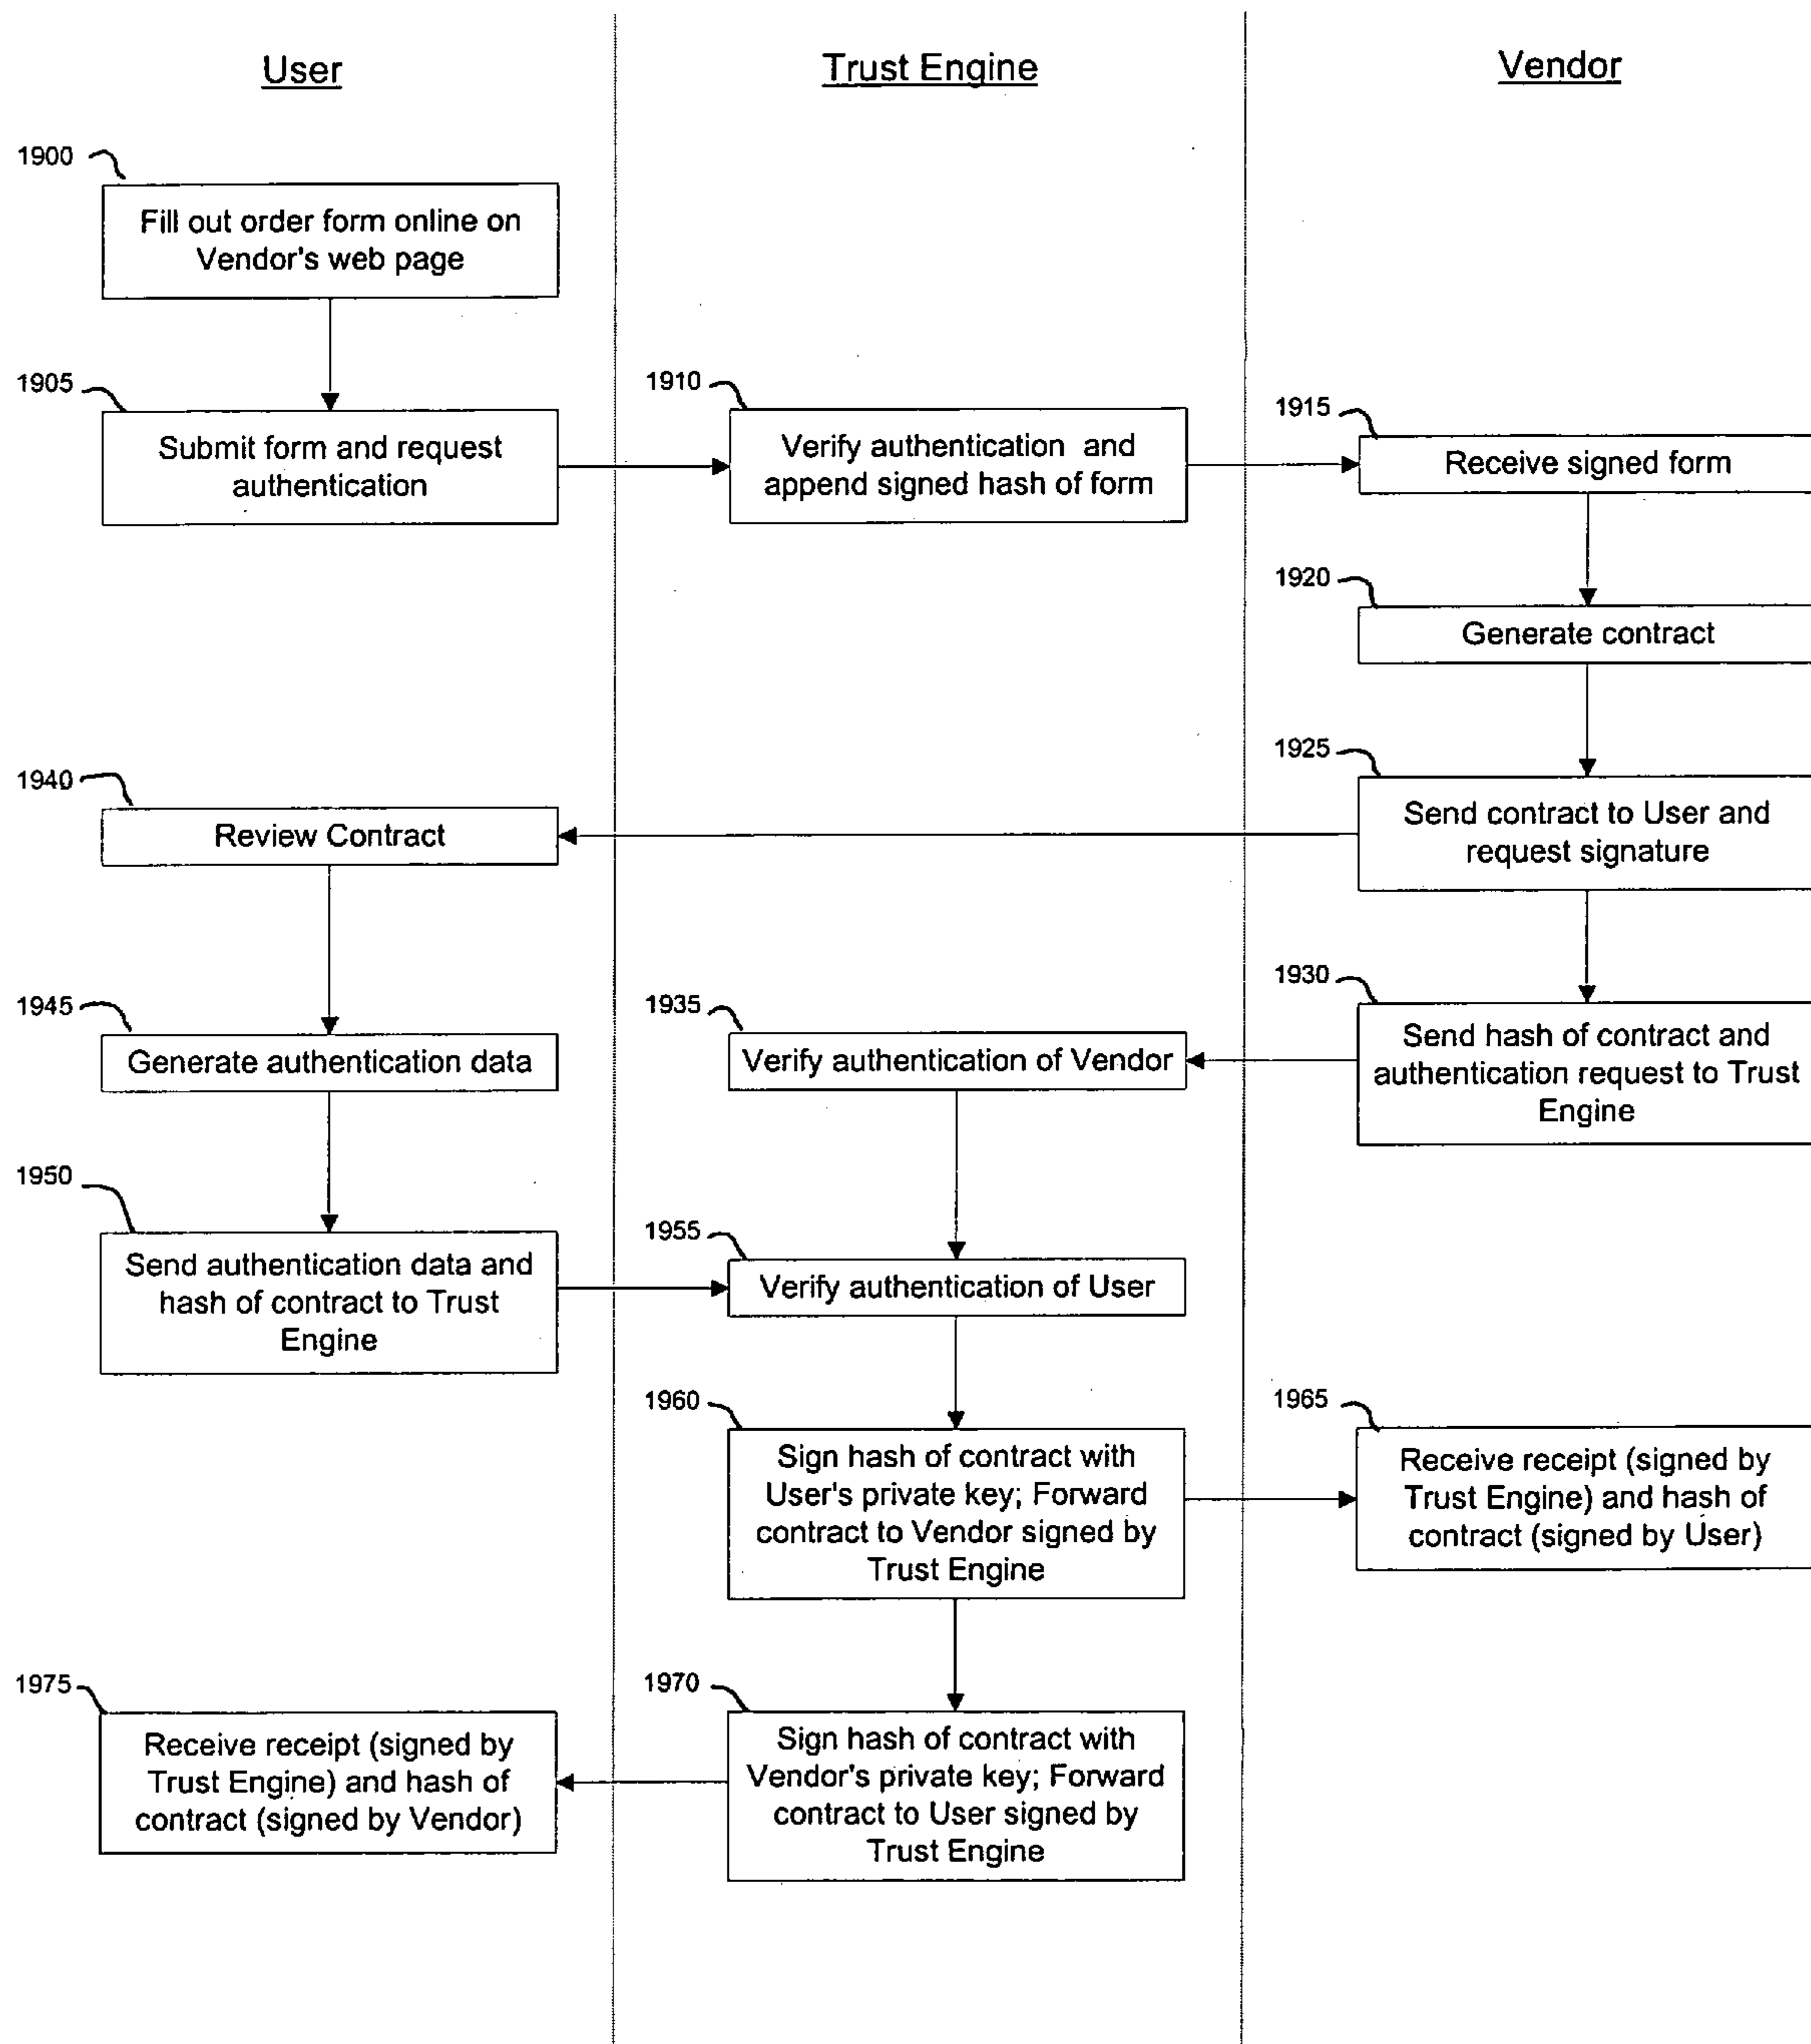 User
Trust Engine
Vendor
1900
Fill out order form online on
Vendor's web page
1905
Submit form and request
authentication
1910
Verify authentication and
append signed hash of form
1915
Receive signed form
1920
Generate contract
1925
Send contract to User and
request signature
1940
Review Contract
1930
Send hash of contract and
authentication request to Trust
Engine
1945
Generate authentication data
1935
Verify authentication of Vendor
1950
Send authentication data and
hash of contract to Trust
Engine
1955
Verify authentication of User
1960
Sign hash of contract with
User's private key; Forward
contract to Vendor signed by
Trust Engine
1965
Receive receipt (signed by
Trust Engine) and hash of
contract (signed by User)
1975
Receive receipt (signed by
Trust Engine) and hash of
contract (signed by Vendor)
1970
Sign hash of contract with
Vendor's private key; Forward
contract to User signed by
Trust Engine